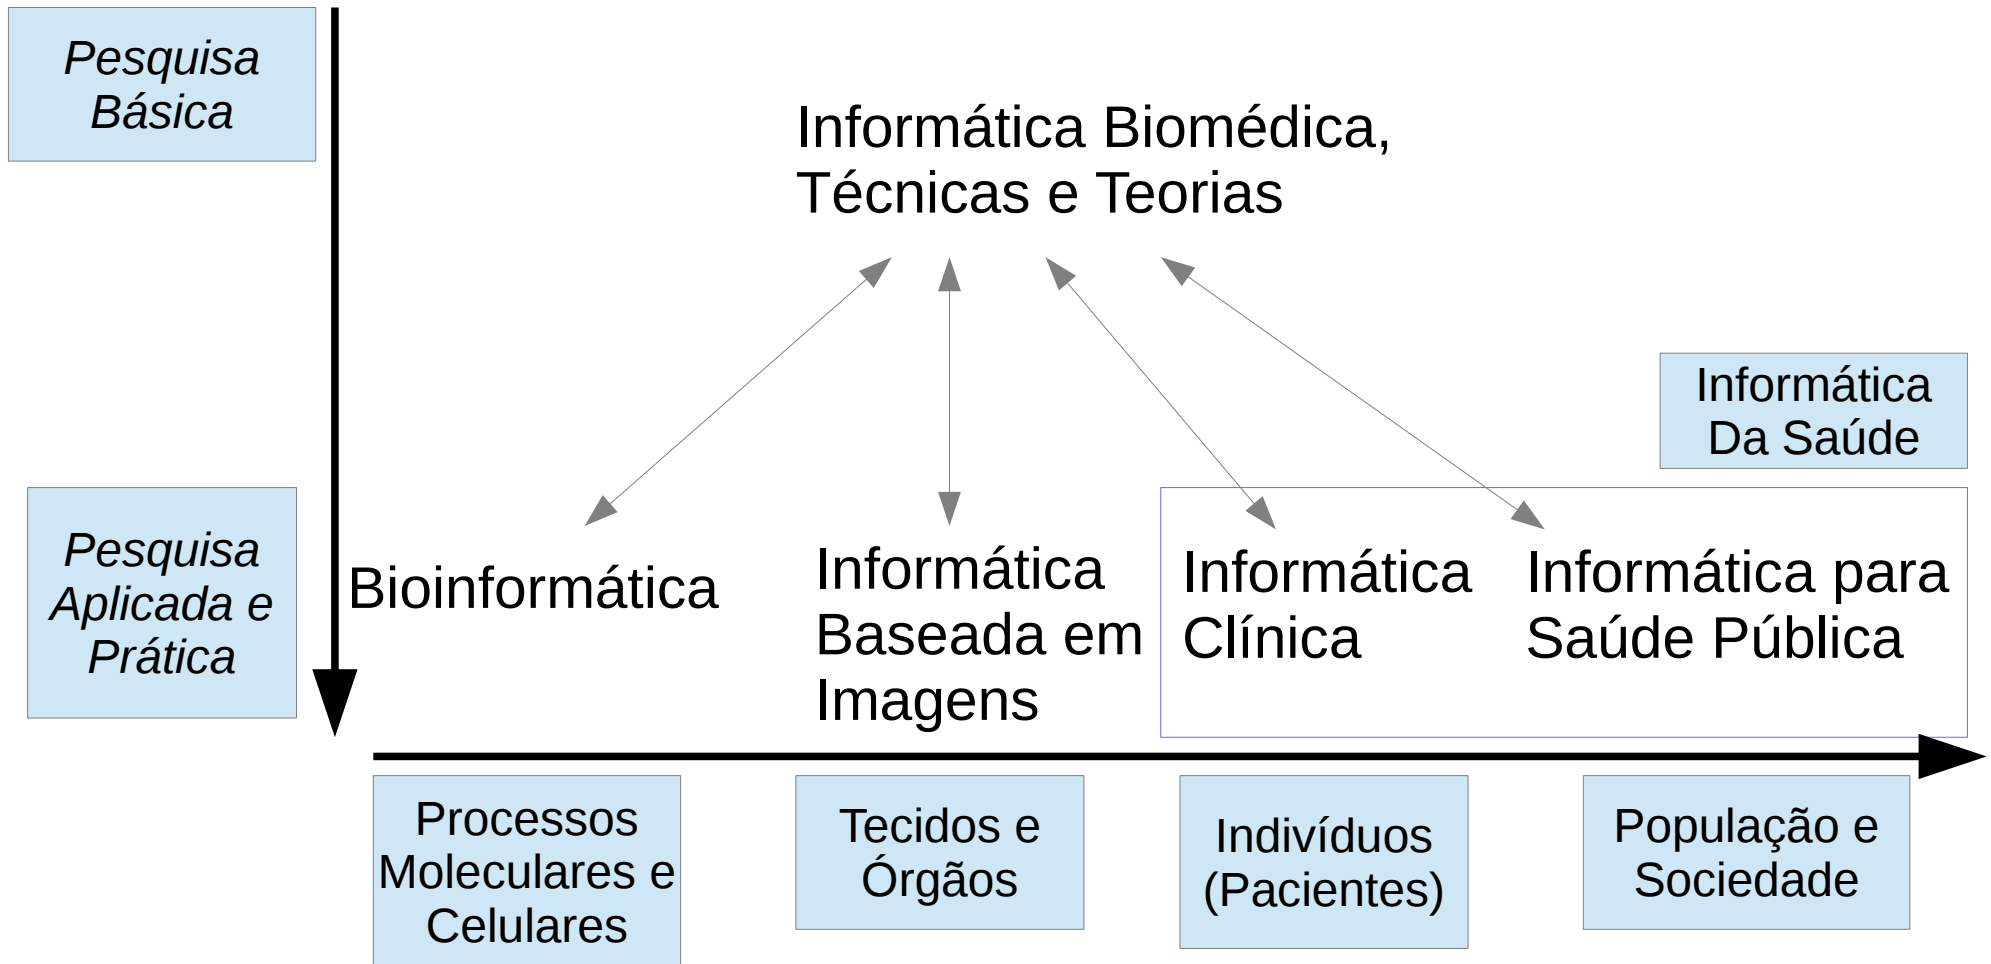 Pesquisa
Básica
Informática Biomédica,
Técnicas e Teorias
Informática
Da Saúde
Pesquisa
Aplicada e
Prática
Bioinformática
Informática
Baseada em
Imagens
Informática
Clínica
Informática para
Saúde Pública
Processos
Moleculares e
Celulares
Tecidos e
Órgãos
Indivíduos
(Pacientes)
População e
Sociedade